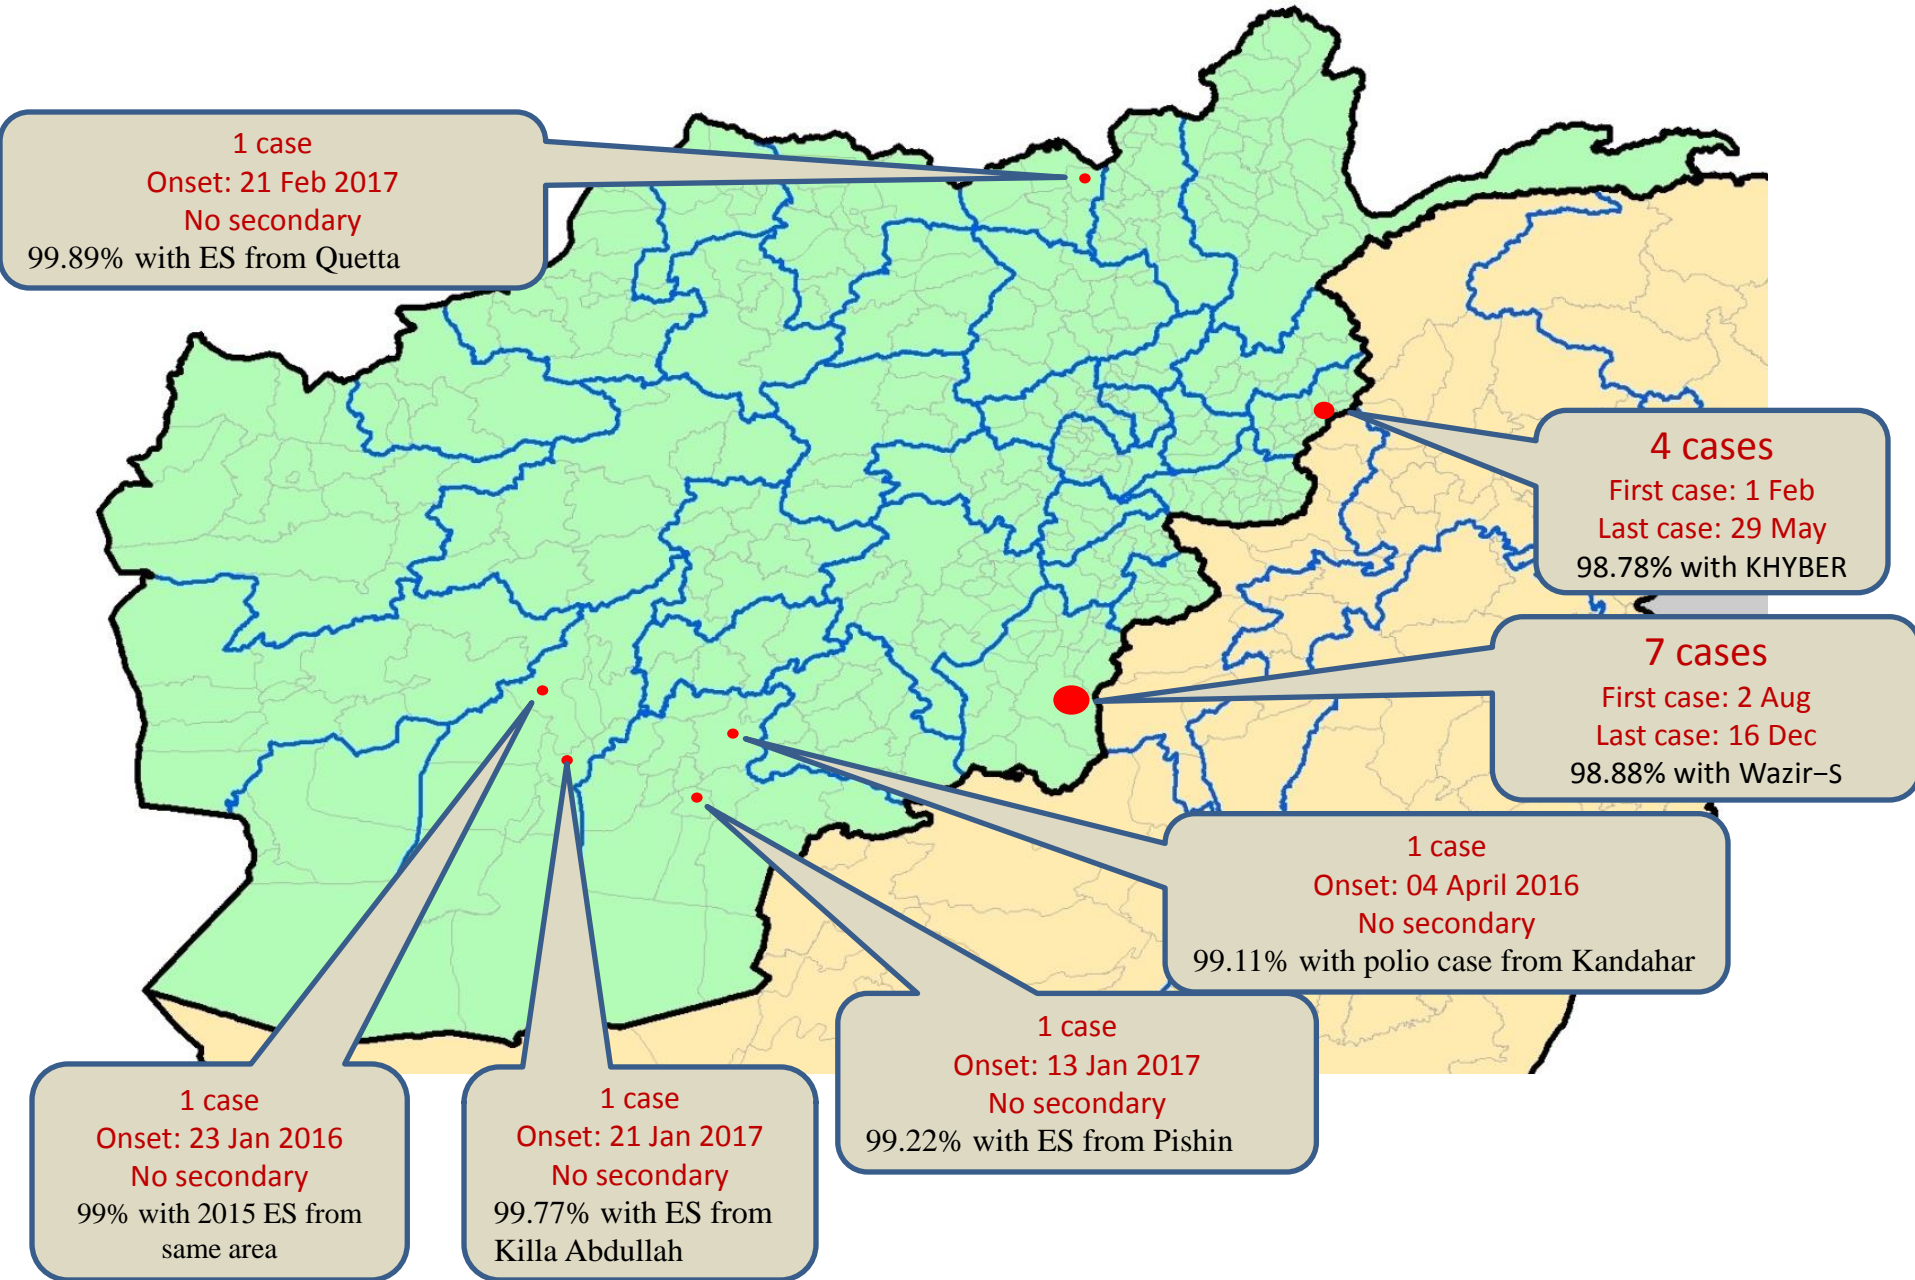 1 case
Onset: 21 Feb 2017
No secondary
99.89% with ES from Quetta
4 cases
First case: 1 Feb
Last case: 29 May
98.78% with KHYBER
7 cases
First case: 2 Aug
Last case: 16 Dec
98.88% with Wazir–S
1 case
Onset: 04 April 2016
No secondary
99.11% with polio case from Kandahar
1 case
Onset: 13 Jan 2017
No secondary
99.22% with ES from Pishin
1 case
Onset: 21 Jan 2017
No secondary
99.77% with ES from
Killa Abdullah
1 case
Onset: 23 Jan 2016
No secondary
99% with 2015 ES from
same area